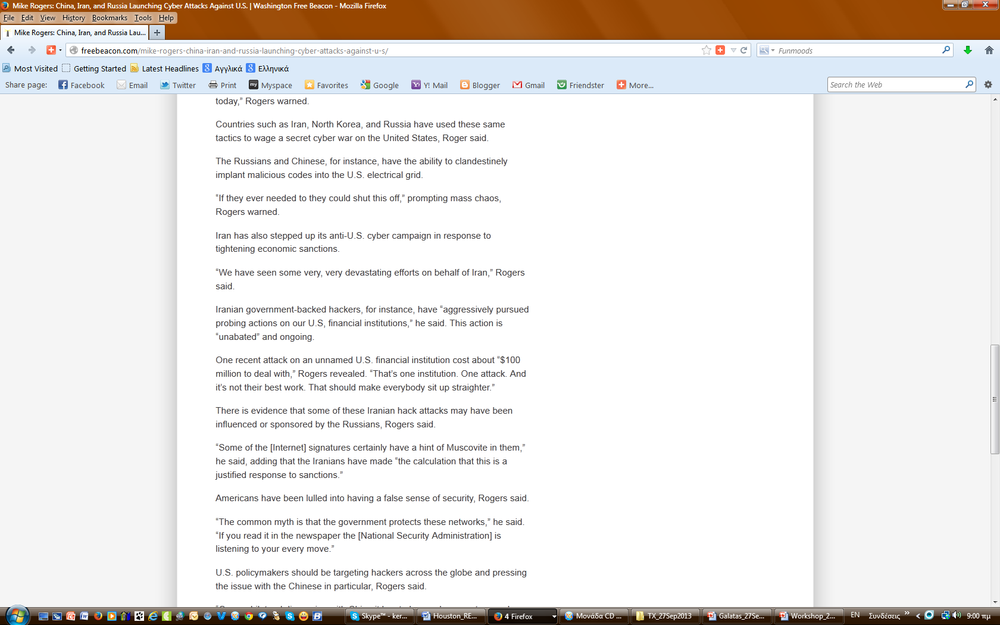 Mike Rogers: China, Iran, and Russia Launching Cyber Attacks Against U.S. | Washington Free Beacon - Mozilla Firefox
File Edit View History Bookmarks Tools Help
Mike Rogers: China, Iran, and Russia Lau... +
freebeacon.com/mike-rogers-china-iran-and-russia-launching-cyber-attacks-against-u-s/ Funmoods
Most Visited Getting Started Latest Headlines Αγγλικά Ελληνικά
Share page: Facebook Email Twitter Print Myspace Favorites Google Y! Mail Blogger Gmail Friendster More... Search the Web
today,” Rogers warned.
Countries such as Iran, North Korea, and Russia have used these same
tactics to wage a secret cyber war on the United States, Roger said.
The Russians and Chinese, for instance, have the ability to clandestinely
implant malicious codes into the U.S. electrical grid.
“If they ever needed to they could shut this off,” prompting mass chaos,
Rogers warned.
Iran has also stepped up its anti-U.S. cyber campaign in response to
tightening economic sanctions.
“We have seen some very, very devastating efforts on behalf of Iran,” Rogers
said.
Iranian government-backed hackers, for instance, have “aggressively pursued
probing actions on our U.S, financial institutions,” he said. This action is
“unabated” and ongoing.
One recent attack on an unnamed U.S. financial institution cost about “$100
million to deal with,” Rogers revealed. “That’s one institution. One attack. And
it’s not their best work. That should make everybody sit up straighter.”
There is evidence that some of these Iranian hack attacks may have been
influenced or sponsored by the Russians, Rogers said.
“Some of the [Internet] signatures certainly have a hint of Muscovite in them,”
he said, adding that the Iranians have made “the calculation that this is a
justified response to sanctions.”
Americans have been lulled into having a false sense of security, Rogers said.
“The common myth is that the government protects these networks,” he said.
“If you read it in the newspaper the [National Security Administration] is
listening to your every move.”
U.S. policymakers should be targeting hackers across the globe and pressing
the issue with the Chinese in particular, Rogers said.
Skype™ - ker... Houston_RE... 4 Firefox Μονάδα CD ... TX_27Sep2013 Galatas_27Se... Workshop_2... EN Συνδέσεις 9:00 πμ